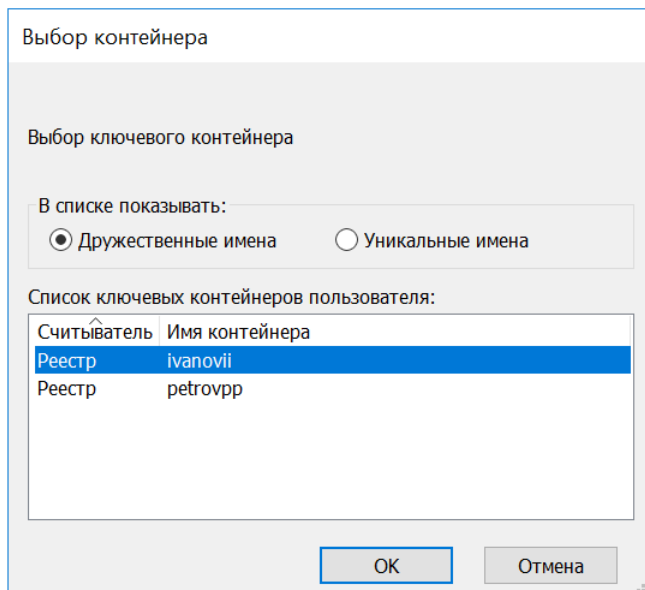 Выбор контейнера
Выбор ключевого контейнера
В списке показывать:
Дружественные имена Уникальные имена
Список ключевых контейнеров пользователя:
Считыватель Имя контейнера
Реестр ivanovii
Реестр petrovpp
OK Отмена